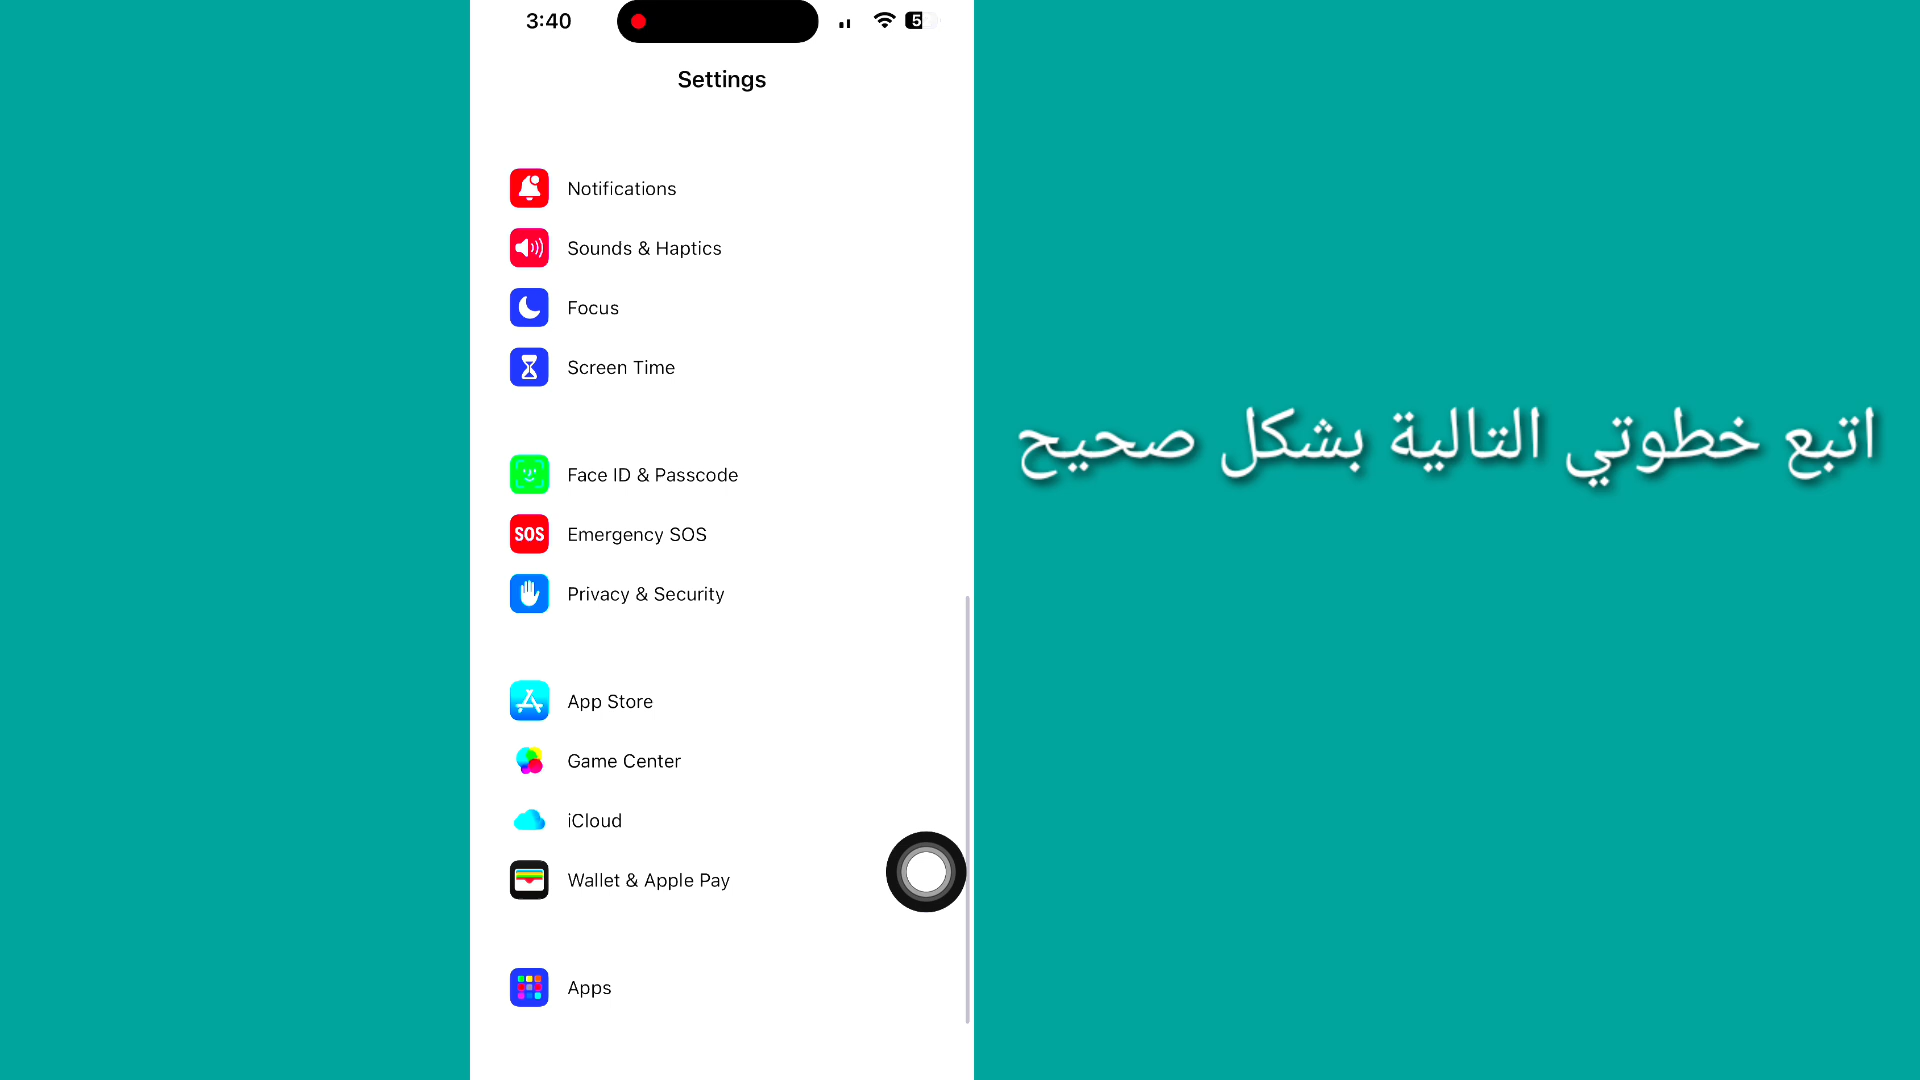 3:40
5
Settings
Notifications
Sounds & Haptics
Focus
Screen Time
Face ID & Passcode
SOS
Emergency SOS
Privacy & Security
App Store
Game Center
iCloud
Wallet & Apple Pay
Apps
اتبع خطوتي التالية بشكل صحيح